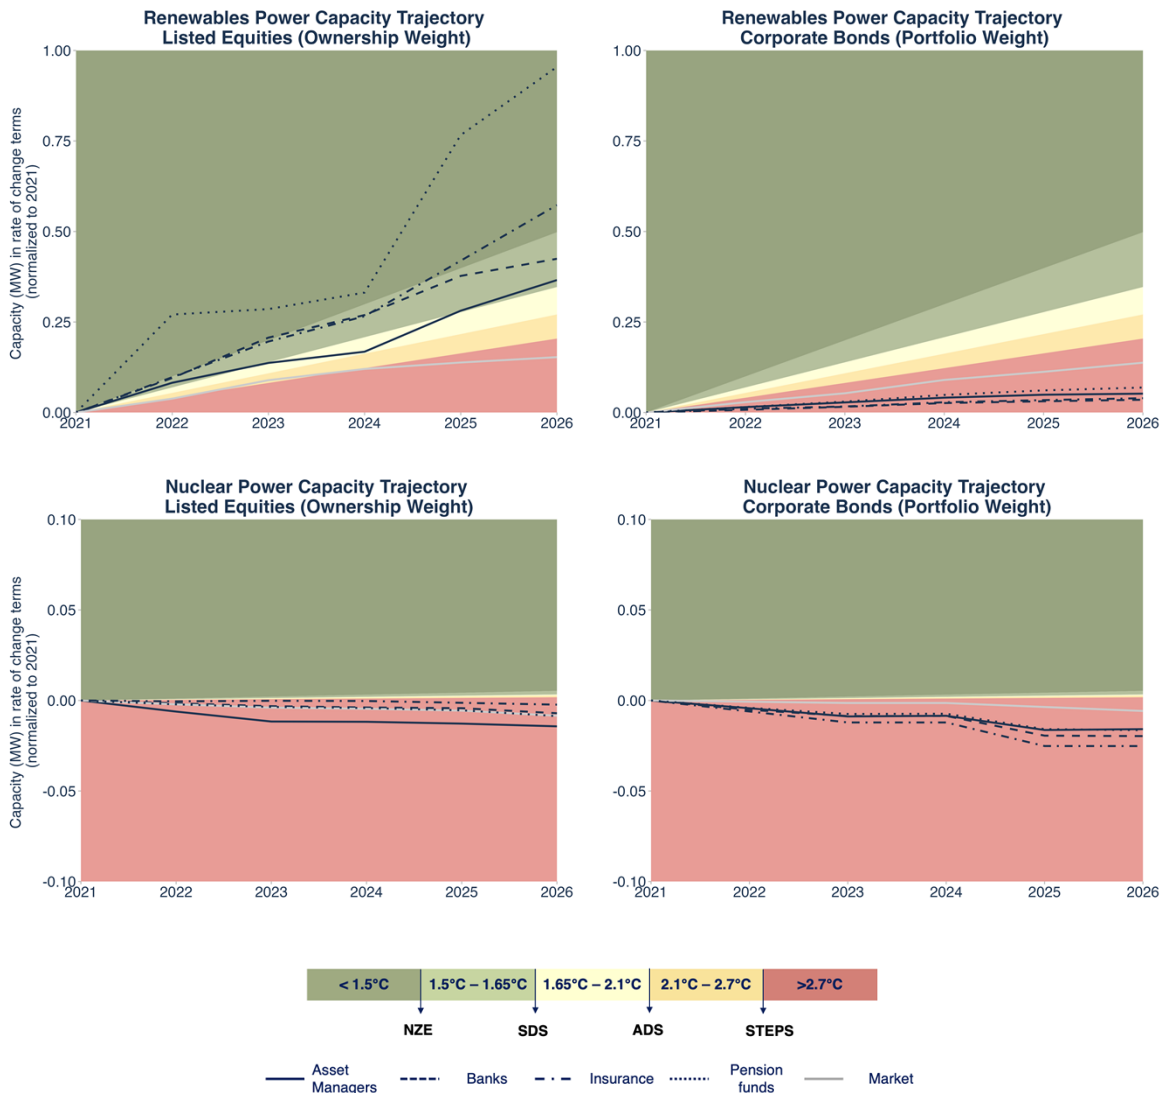 Renewables Power Capacity Trajectory
Listed Equities (Ownership Weight)
Capacity (MW) in rate of change terms
(normalized to 2021)
1.00
0.75
0.50
0.25
0.00
2021 2022 2023 2024 2025 2026
Renewables Power Capacity Trajectory
Corporate Bonds (Portfolio Weight)
1.00
0.75
0.50
0.25
0.00
2021 2022 2023 2024 2025 2026
Nuclear Power Capacity Trajectory
Listed Equities (Ownership Weight)
Capacity (MW) in rate of change terms
(normalized to 2021)
0.10
0.05
0.00
-0.05
-0.10
2021 2022 2023 2024 2025 2026
Nuclear Power Capacity Trajectory
Corporate Bonds (Portfolio Weight)
0.10
0.05
0.00
-0.05
-0.10
2021 2022 2023 2024 2025 2026
< 1.5°C 1.5°C – 1.65°C 1.65°C – 2.1°C 2.1°C – 2.7°C >2.7°C
NZE SDS ADS STEPS
Asset
Managers
Banks
Insurance
Pension
funds
Market